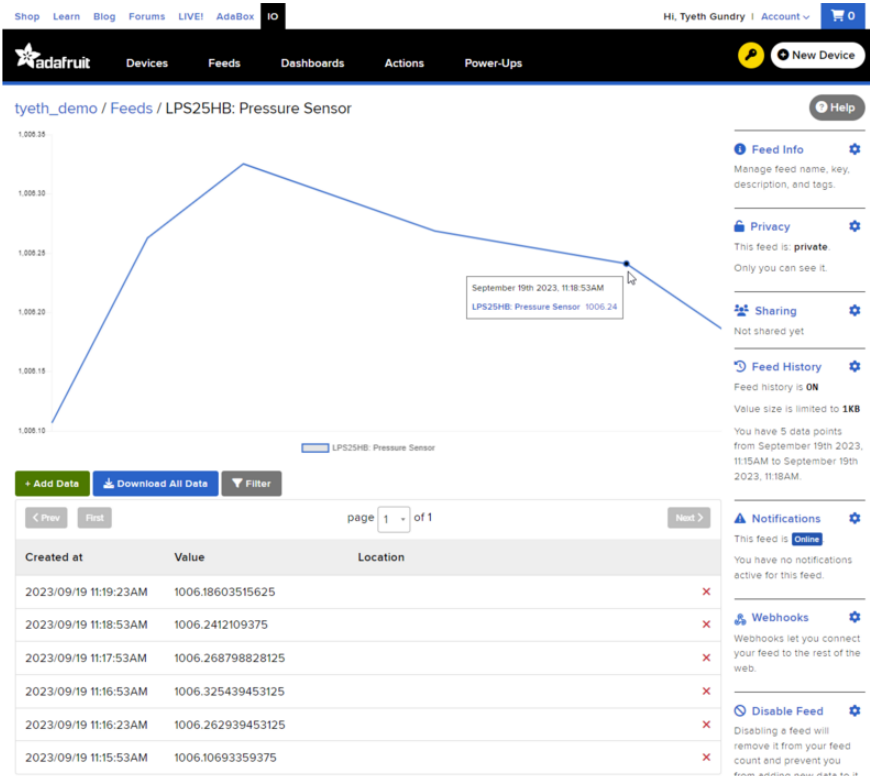 Shop Learn Blog Forums LIVE! AdaBox IO
Hi, Tyeth Gundry | Account 0
adafruit Devices Feeds Dashboards Actions Power-Ups New Device
tyeth_demo / Feeds / LPS25HB: Pressure Sensor
Help
1,006.35
1,006.30
1,006.25
1,006.20
1,006.15
1,006.10
September 19th 2023, 11:18:53AM
LPS25HB: Pressure Sensor 1006.24
LPS25HB: Pressure Sensor
+ Add Data Download All Data Filter
Prev First page 1 of 1 Next
Created at Value Location
2023/09/19 11:19:23AM 1006.18603515625
2023/09/19 11:18:53AM 1006.2412109375
2023/09/19 11:17:53AM 1006.268798828125
2023/09/19 11:16:53AM 1006.325439453125
2023/09/19 11:16:23AM 1006.262939453125
2023/09/19 11:15:53AM 1006.10693359375
Feed Info
Manage feed name, key,
description, and tags.
Privacy
This feed is: private.
Only you can see it.
Sharing
Not shared yet
Feed History
Feed history is ON
Value size is limited to 1KB
You have 5 data points
from September 19th 2023,
11:15AM to September 19th
2023, 11:18AM.
Notifications
This feed is Online
You have no notifications
active for this feed.
Webhooks
Webhooks let you connect
your feed to the rest of the
web.
Disable Feed
Disabling a feed will
remove it from your feed
count and prevent you
from adding new data to it